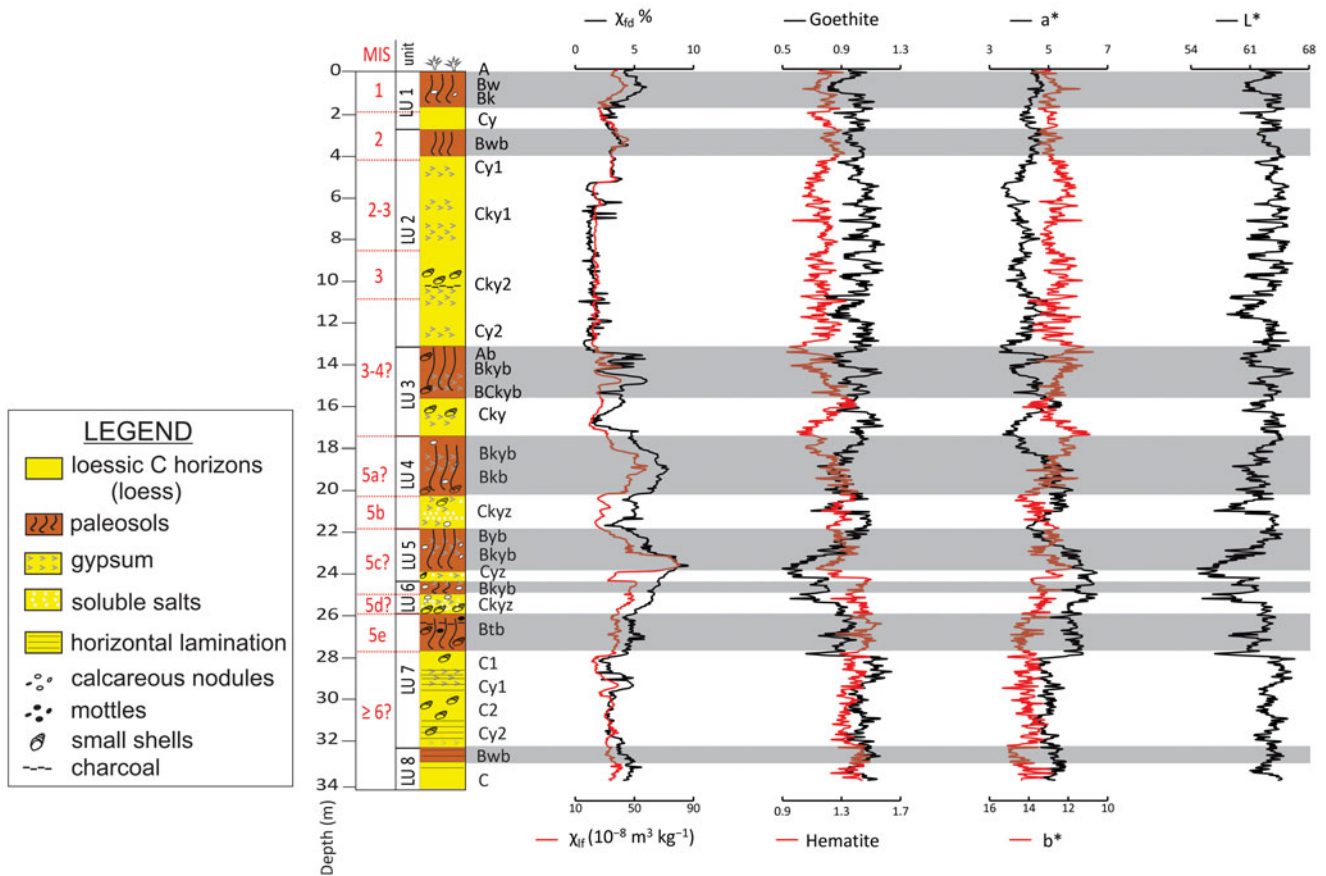 χfd %
0 5 10
Goethite
0.5 0.9 1.3
a*
3 5 7
L*
54 61 68
MIS
unit
0
2
4
6
8
10
12
14
16
18
20
22
24
26
28
30
32
34
Depth (m)
1
2
2-3
3
3-4?
5a?
5b
5c?
5d?
5e
≥ 6?
LU 1
LU 2
LU 3
LU 4
LU 5
LU 6
LU 7
LU 8
A
Bw
Bk
Cy
Bwb
Cy1
Cky1
Cky2
Cy2
Ab
Bkyb
BCkyb
Cky
Bkyb
Bkb
Ckyz
Byb
Bkyb
Cyz
Bkyb
Ckyz
Btb
C1
Cy1
C2
Cy2
Bwb
C
LEGEND
loessic C horizons
(loess)
paleosols
gypsum
soluble salts
horizontal lamination
calcareous nodules
mottles
small shells
charcoal
10 50 90
χlf (10⁻⁸ m³ kg⁻¹)
0.9 1.3 1.7
Hematite
16 14 12 10
b*